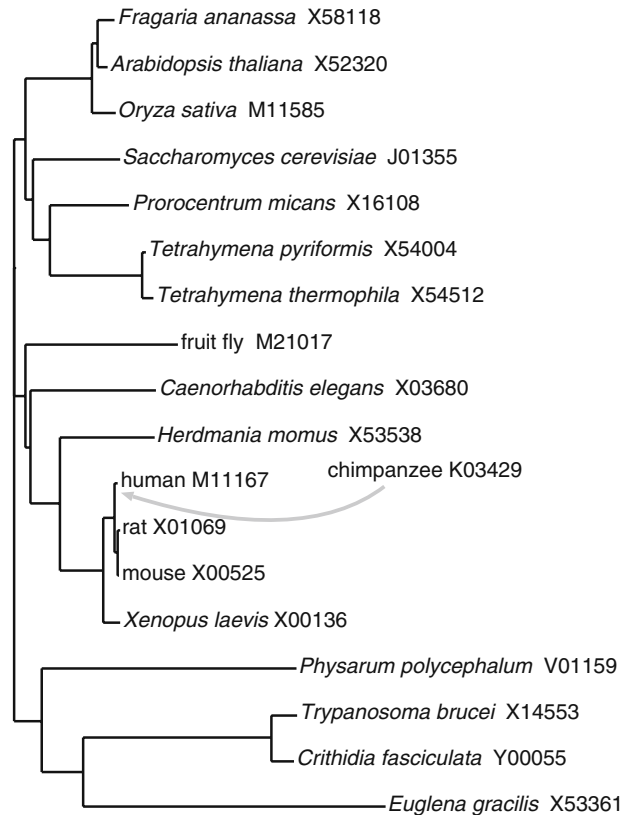 Fragaria ananassa X58118
Arabidopsis thaliana X52320
Oryza sativa M11585
Saccharomyces cerevisiae J01355
Prorocentrum micans X16108
Tetrahymena pyriformis X54004
Tetrahymena thermophila X54512
fruit fly M21017
Caenorhabditis elegans X03680
Herdmania momus X53538
chimpanzee K03429
human M11167
rat X01069
mouse X00525
Xenopus laevis X00136
Physarum polycephalum V01159
Trypanosoma brucei X14553
Crithidia fasciculata Y00055
Euglena gracilis X53361